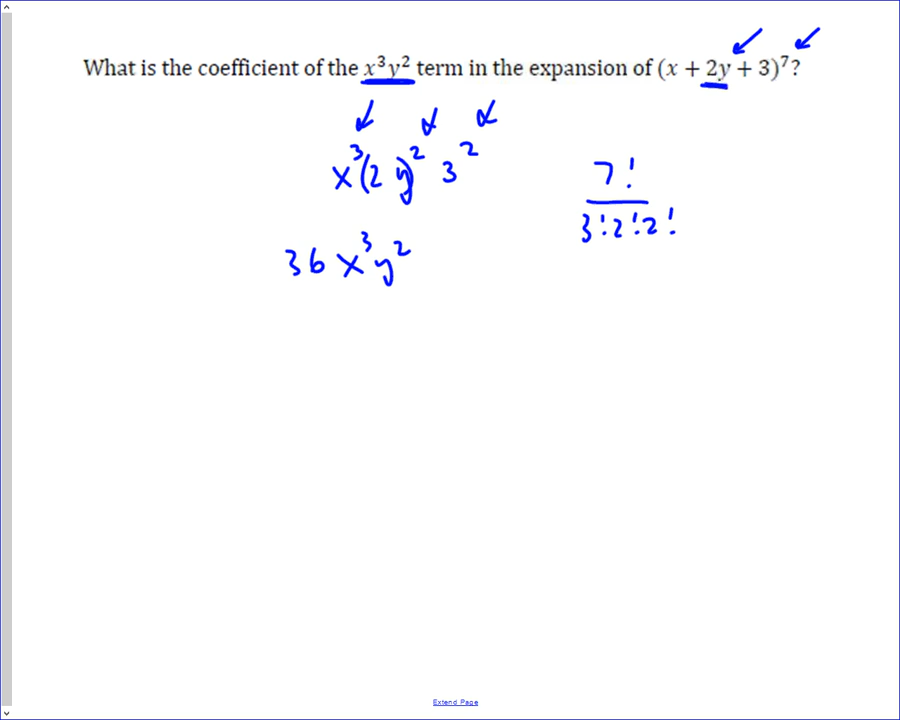 What is the coefficient of the x³y² term in the expansion of (x + 2y + 3)⁷?
x³(2y)² 3²
7!
3!2!2!
36x³y²
Extend Page